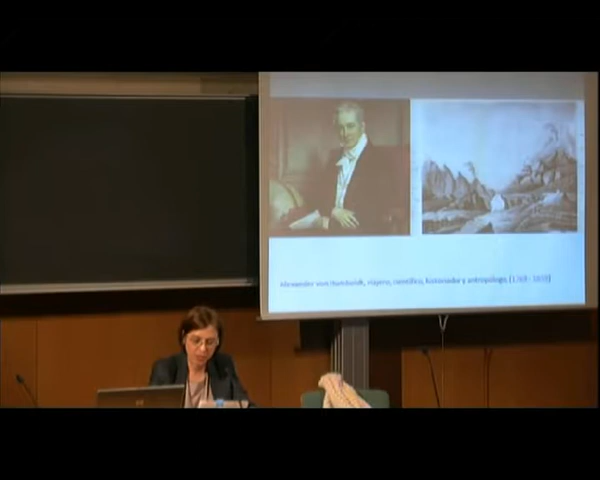 Alexander von Humboldt, viajero, científico, historiador y antropólogo. (1769 - 1859)